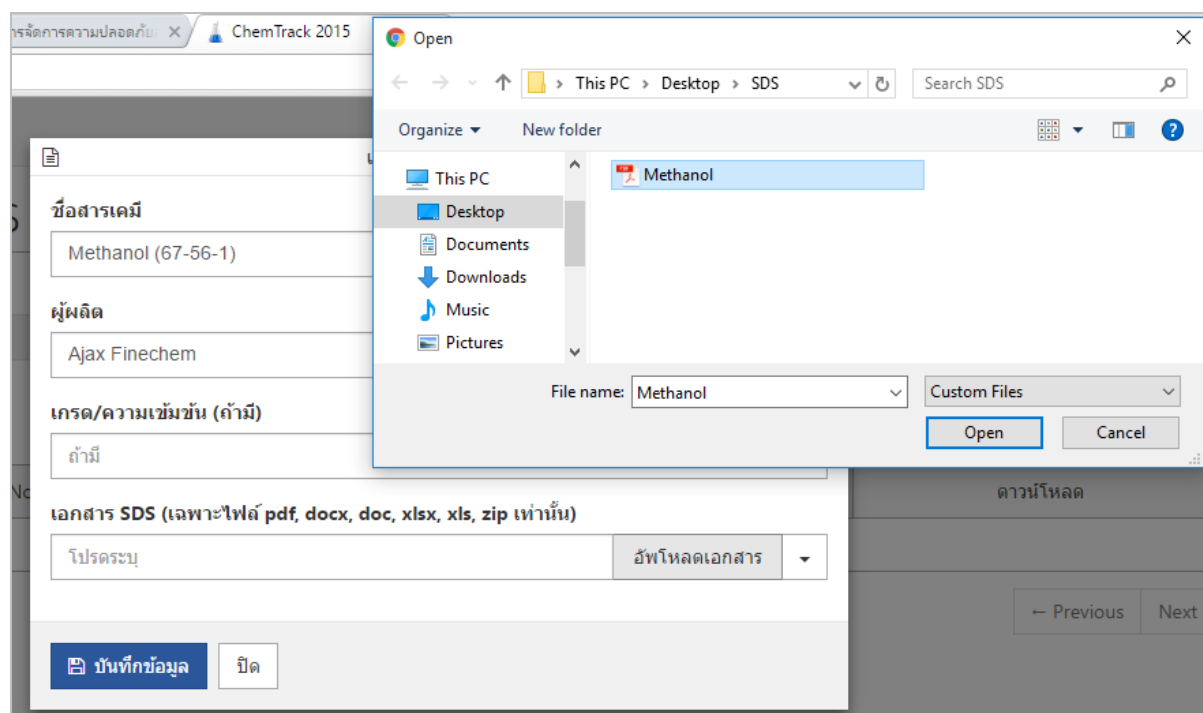 ChemTrack 2015
Open
This PC > Desktop > SDS
Search SDS
Organize
New folder
This PC
Desktop
Documents
Downloads
Music
Pictures
Methanol
File name:
Methanol
Custom Files
Open
Cancel
ชื่อสารเคมี
Methanol (67-56-1)
ผู้ผลิต
Ajax Finechem
เกรด/ความเข้มข้น (ถ้ามี)
ถ้ามี
เอกสาร SDS (เฉพาะไฟล์ pdf, docx, doc, xlsx, xls, zip เท่านั้น)
โปรดระบุ
อัพโหลดเอกสาร
บันทึกข้อมูล
ปิด
ดาวน์โหลด
← Previous
Next